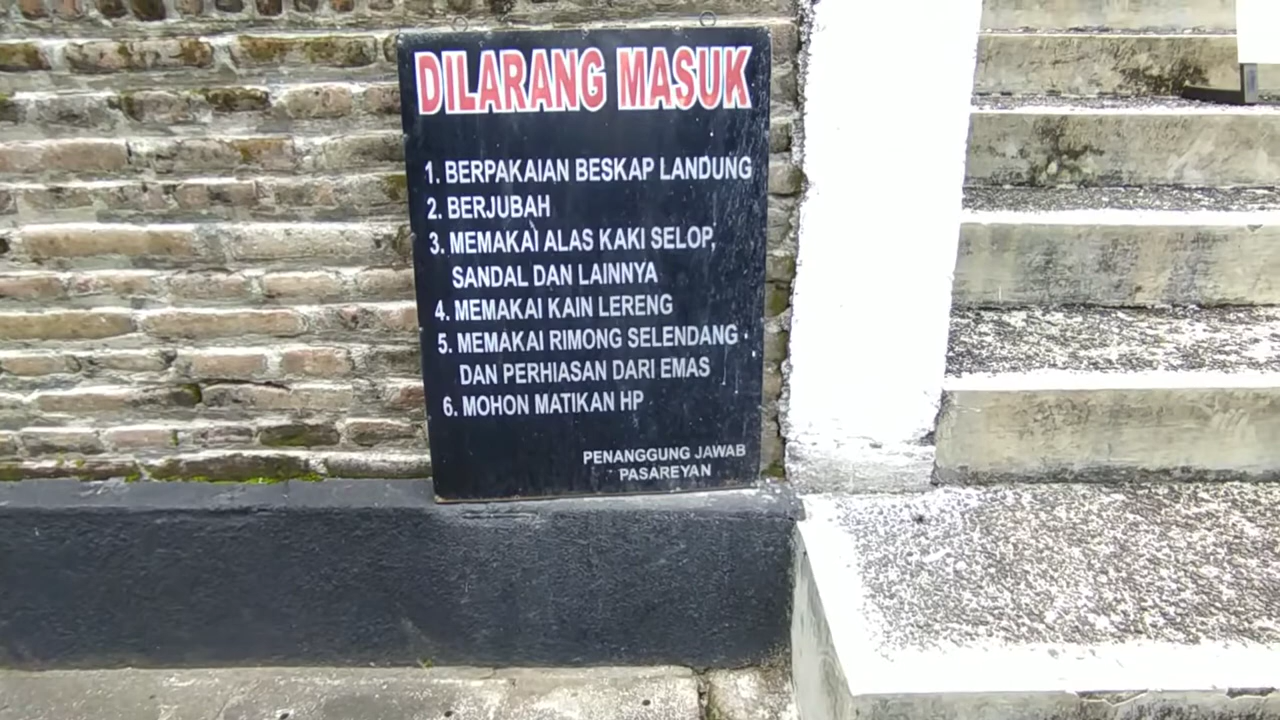 DILARANG MASUK
1. BERPAKAIAN BESKAP LANDUNG
2. BERJUBAH
3. MEMAKAI ALAS KAKI SELOP,
SANDAL DAN LAINNYA
4. MEMAKAI KAIN LERENG
5. MEMAKAI RIMONG SELENDANG
DAN PERHIASAN DARI EMAS
6. MOHON MATIKAN HP
PENANGGUNG JAWAB
PASAREYAN